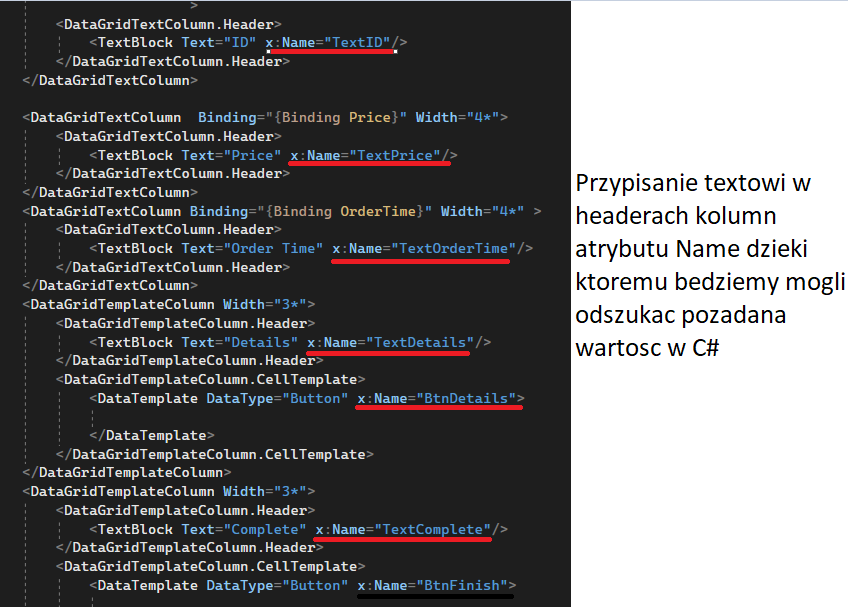 >
<DataGridTextColumn.Header>
<TextBlock Text="ID" x:Name="TextID"/>
</DataGridTextColumn.Header>
</DataGridTextColumn>
<DataGridTextColumn  Binding="{Binding Price}" Width="4*">
<DataGridTextColumn.Header>
<TextBlock Text="Price" x:Name="TextPrice"/>
</DataGridTextColumn.Header>
</DataGridTextColumn>
<DataGridTextColumn Binding="{Binding OrderTime}" Width="4*" >
<DataGridTextColumn.Header>
<TextBlock Text="Order Time" x:Name="TextOrderTime"/>
</DataGridTextColumn.Header>
</DataGridTextColumn>
<DataGridTemplateColumn Width="3*">
<DataGridTemplateColumn.Header>
<TextBlock Text="Details" x:Name="TextDetails"/>
</DataGridTemplateColumn.Header>
<DataGridTemplateColumn.CellTemplate>
<DataTemplate DataType="Button" x:Name="BtnDetails">
</DataTemplate>
</DataGridTemplateColumn.CellTemplate>
</DataGridTemplateColumn>
<DataGridTemplateColumn Width="3*">
<DataGridTemplateColumn.Header>
<TextBlock Text="Complete" x:Name="TextComplete"/>
</DataGridTemplateColumn.Header>
<DataGridTemplateColumn.CellTemplate>
<DataTemplate DataType="Button" x:Name="BtnFinish">
Przypisanie textowi w
headerach kolumn
atrybutu Name dzieki
ktoremu bedziemy mogli
odszukac pozadana
wartosc w C#